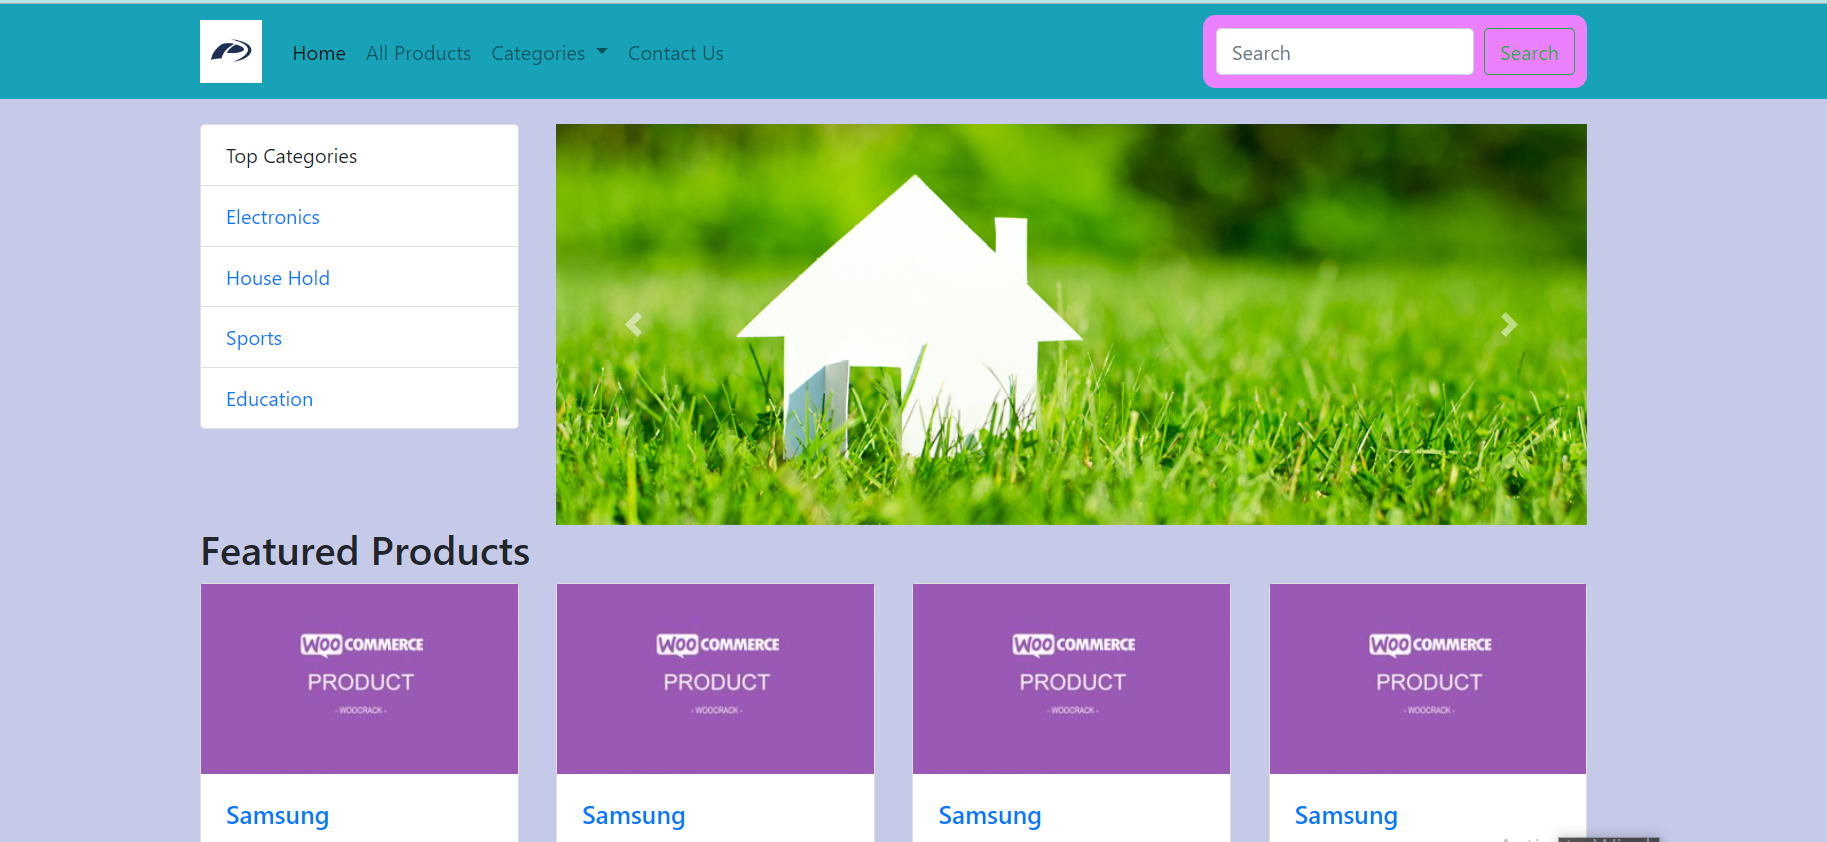 Home All Products Categories Contact Us Search Search
Top Categories
Electronics
House Hold
Sports
Education
Featured Products
WOO COMMERCE WOO COMMERCE WOO COMMERCE WOO COMMERCE
PRODUCT PRODUCT PRODUCT PRODUCT
- WOOCRACK - - WOOCRACK - - WOOCRACK - - WOOCRACK -
Samsung Samsung Samsung Samsung